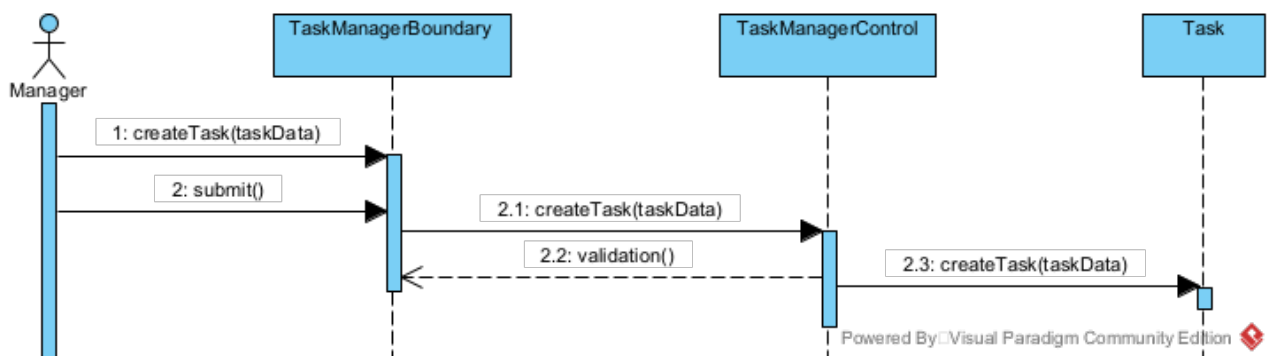 TaskManagerBoundary
TaskManagerControl
Task
Manager
1: createTask(taskData)
2: submit()
2.1: createTask(taskData)
2.2: validation()
2.3: createTask(taskData)
Powered By Visual Paradigm Community Edition